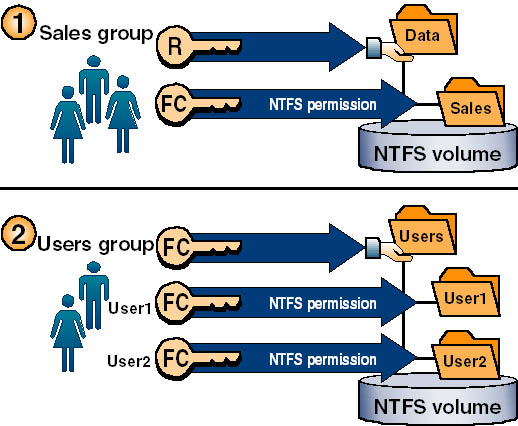 1
Sales group
R
Data
FC
NTFS permission
Sales
NTFS volume
2
Users group
FC
Users
User1
FC
NTFS permission
User1
User2
FC
NTFS permission
User2
NTFS volume